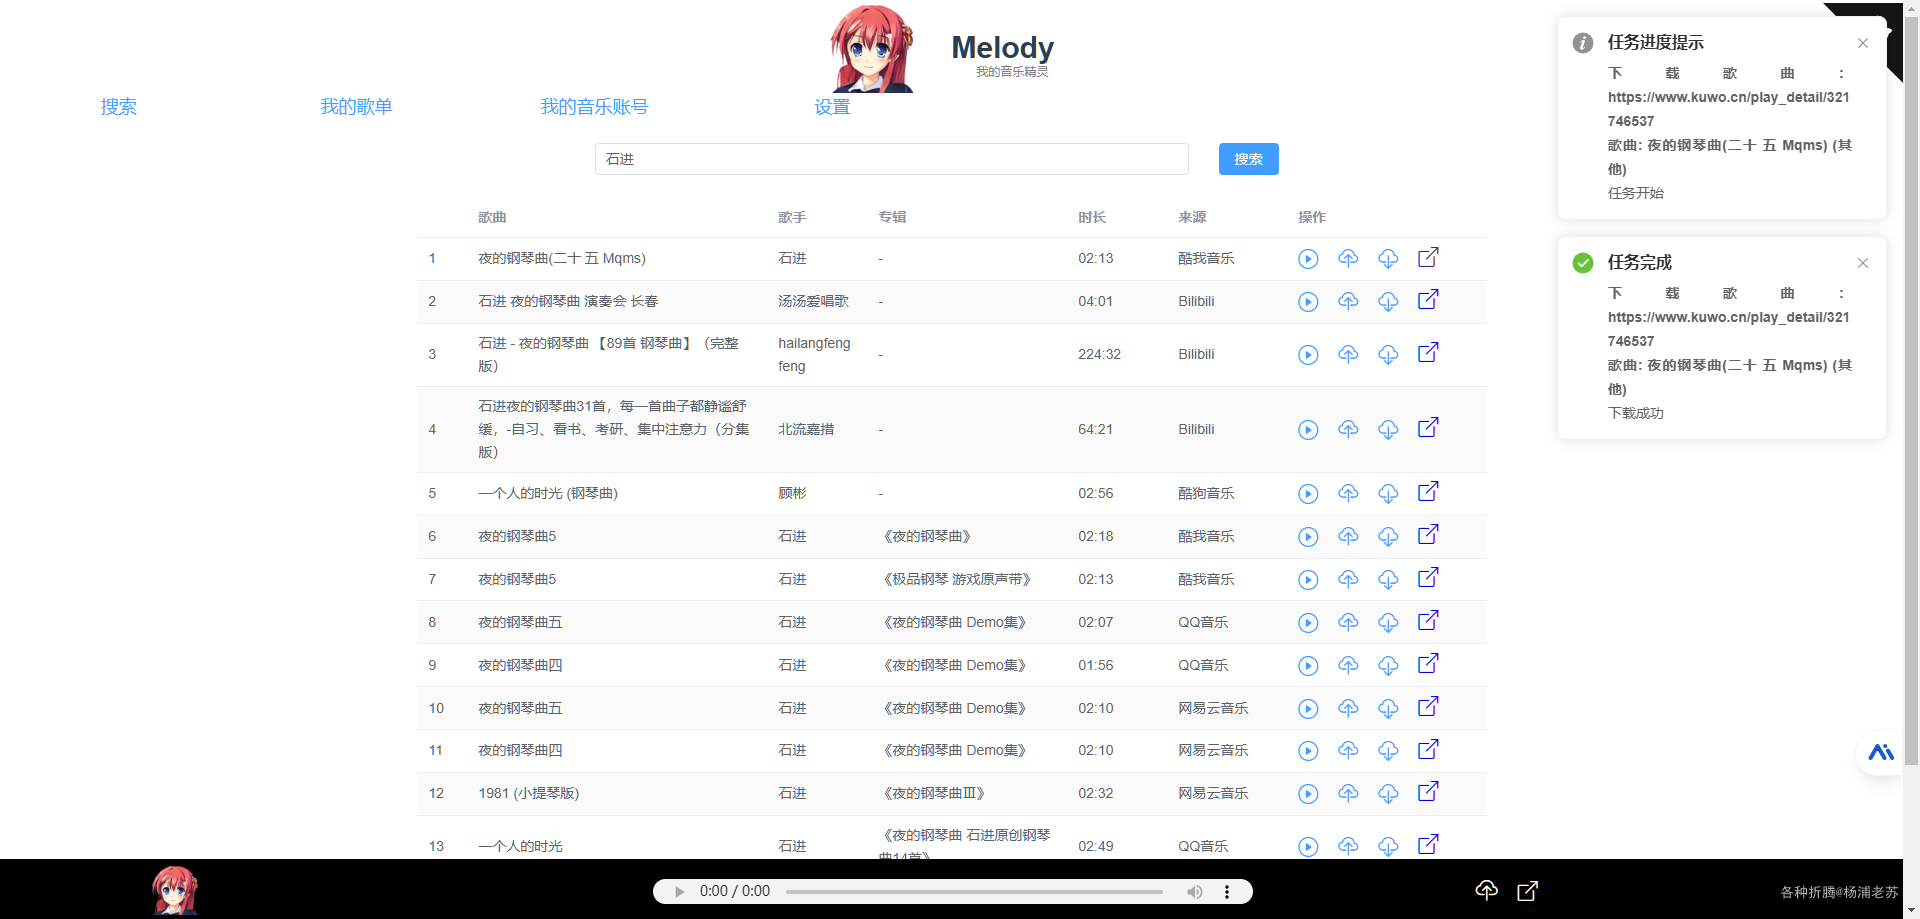 Melody
我的音乐精灵
搜索
我的歌单
我的音乐账号
设置
石进
搜索
歌曲 歌手 专辑 时长 来源 操作
1 夜的钢琴曲(二十 五 Mqms) 石进 - 02:13 酷我音乐
2 石进 夜的钢琴曲 演奏会 长春 汤汤爱唱歌 - 04:01 Bilibili
3 石进 - 夜的钢琴曲 【89首 钢琴曲】（完整
版） hailangfeng
feng - 224:32 Bilibili
4 石进夜的钢琴曲31首，每一首曲子都静谧舒
缓，-自习、看书、考研、集中注意力（分集
版） 北流嘉措 - 64:21 Bilibili
5 一个人的时光 (钢琴曲) 顾彬 - 02:56 酷狗音乐
6 夜的钢琴曲5 石进 《夜的钢琴曲》 02:18 酷我音乐
7 夜的钢琴曲5 石进 《极品钢琴 游戏原声带》 02:13 酷我音乐
8 夜的钢琴曲五 石进 《夜的钢琴曲 Demo集》 02:07 QQ音乐
9 夜的钢琴曲四 石进 《夜的钢琴曲 Demo集》 01:56 QQ音乐
10 夜的钢琴曲五 石进 《夜的钢琴曲 Demo集》 02:10 网易云音乐
11 夜的钢琴曲四 石进 《夜的钢琴曲 Demo集》 02:10 网易云音乐
12 1981 (小提琴版) 石进 《夜的钢琴曲Ⅲ》 02:32 网易云音乐
13 一个人的时光 石进 《夜的钢琴曲 石进原创钢琴
曲14首》 02:49 QQ音乐
任务进度提示
下载歌曲：
https://www.kuwo.cn/play_detail/321
746537
歌曲: 夜的钢琴曲(二十 五 Mqms) (其
他)
任务开始
任务完成
下载歌曲：
https://www.kuwo.cn/play_detail/321
746537
歌曲: 夜的钢琴曲(二十 五 Mqms) (其
他)
下载成功
0:00 / 0:00
各种折腾@杨浦老苏